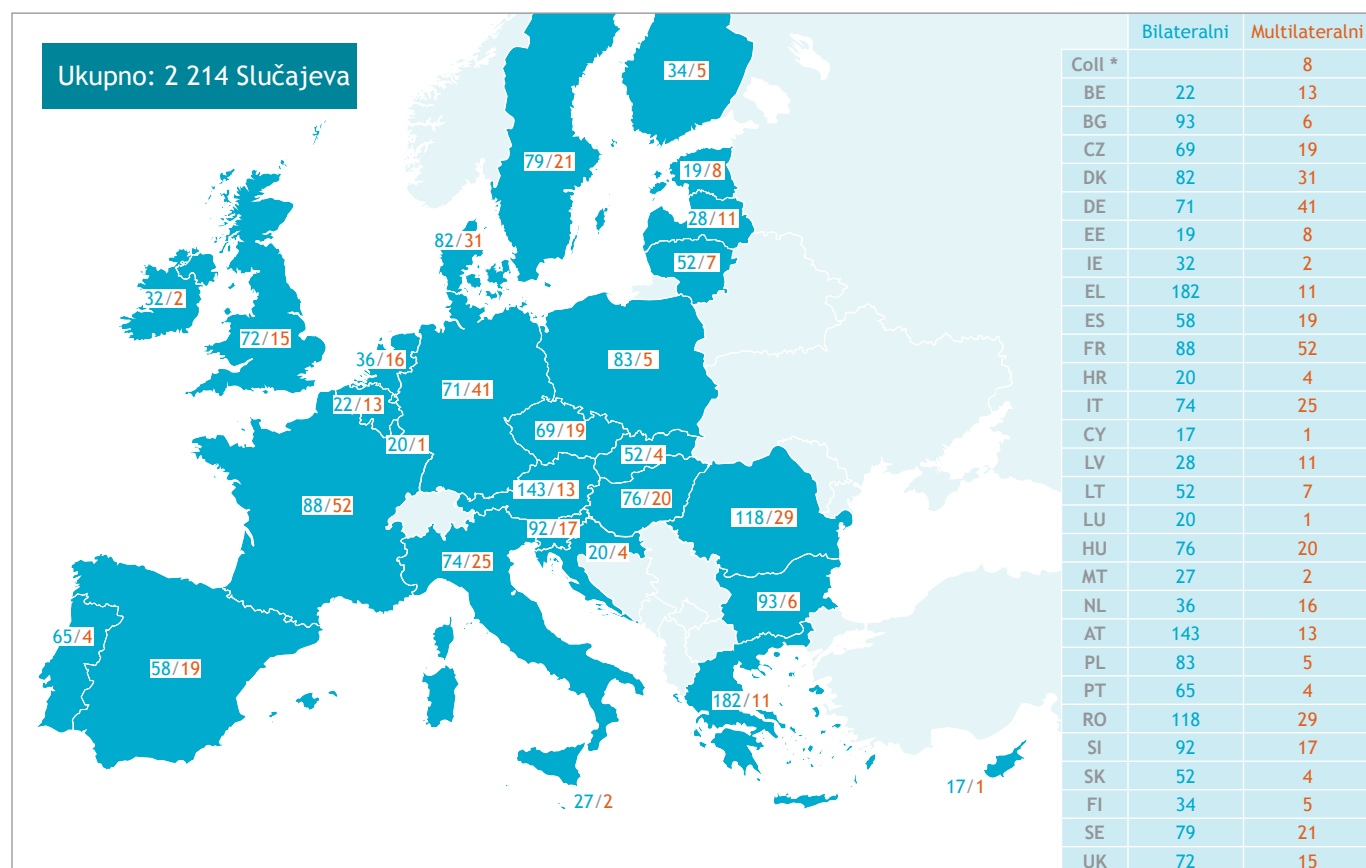 Ukupno: 2 214 Slučajeva
34/5
79/21
19/8
28/11
82/31
52/7
32/2
72/15
36/16
83/5
71/41
22/13
69/19
20/1
52/4
143/13
76/20
88/52
118/29
92/17
20/4
74/25
93/6
65/4
58/19
182/11
17/1
27/2
Bilateralni Multilateralni
Coll * 8
BE 22 13
BG 93 6
CZ 69 19
DK 82 31
DE 71 41
EE 19 8
IE 32 2
EL 182 11
ES 58 19
FR 88 52
HR 20 4
IT 74 25
CY 17 1
LV 28 11
LT 52 7
LU 20 1
HU 76 20
MT 27 2
NL 36 16
AT 143 13
PL 83 5
PT 65 4
RO 118 29
SI 92 17
SK 52 4
FI 34 5
SE 79 21
UK 72 15